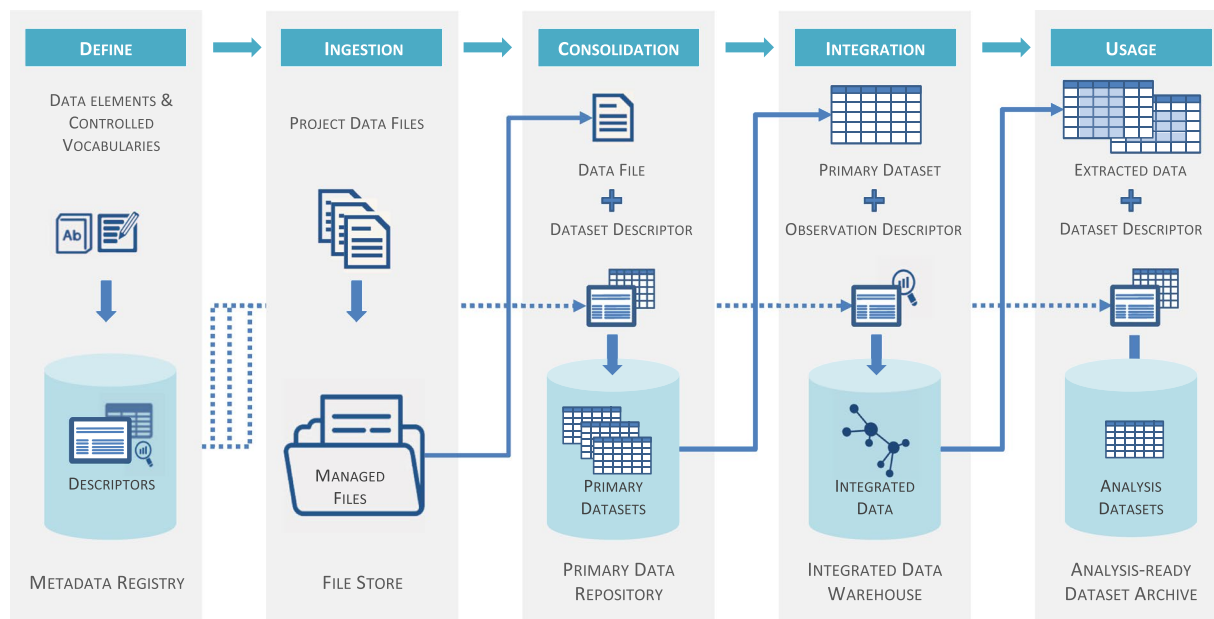 DEFINE
INGESTION
CONSOLIDATION
INTEGRATION
USAGE
DATA ELEMENTS &
CONTROLLED
VOCABULARIES
Ab
DESCRIPTORS
METADATA REGISTRY
PROJECT DATA FILES
MANAGED
FILES
FILE STORE
DATA FILE
DATASET DESCRIPTOR
PRIMARY
DATASETS
PRIMARY DATA
REPOSITORY
PRIMARY DATASET
OBSERVATION DESCRIPTOR
INTEGRATED
DATA
INTEGRATED DATA
WAREHOUSE
EXTRACTED DATA
DATASET DESCRIPTOR
ANALYSIS
DATASETS
ANALYSIS-READY
DATASET ARCHIVE